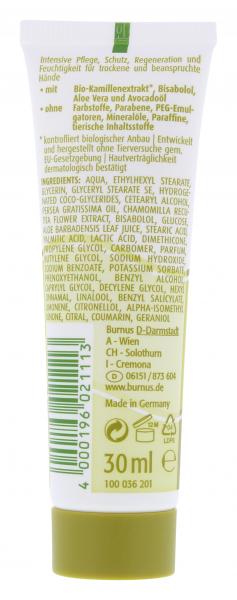 Intensive Pflege, Schutz, Regeneration und
Feuchtigkeit für trockene und beanspruchte
Hände
• mit Bio-Kamillenextrakt*, Bisabolol,
Aloe Vera und Avocadoöl
• ohne Farbstoffe, Parabene, PEG-Emul-
gatoren, Mineralöle, Paraffine,
tierische Inhaltsstoffe
*kontrolliert biologischer Anbau | Entwickelt
und hergestellt ohne Tierversuche gem.
EU-Gesetzgebung | Hautverträglichkeit
dermatologisch bestätigt
INGREDIENTS: AQUA, ETHYLHEXYL STEARATE,
GLYCERIN, GLYCERYL STEARATE SE, HYDROGE-
NATED COCO-GLYCERIDES, CETEARYL ALCOHOL,
PERSEA GRATISSIMA OIL, CHAMOMILLA RECU-
TITA FLOWER EXTRACT, BISABOLOL, GLUCOSE,
ALOE BARBADENSIS LEAF JUICE, STEARIC ACID,
PALMITIC ACID, LACTIC ACID, DIMETHICONE,
PROPYLENE GLYCOL, CARBOMER, PARFUM,
BUTYLENE GLYCOL, SODIUM HYDROXIDE,
SODIUM BENZOATE, POTASSIUM SORBATE,
PHENOXYETHANOL, BENZYL ALCOHOL,
CAPRYLYL GLYCOL, DECYLENE GLYCOL, HEXYL
CINNAMAL, LINALOOL, BENZYL SALICYLATE,
LIMONENE, CITRONELLOL, ALPHA-ISOMETHYL
IONONE, CITRAL, COUMARIN, GERANIOL
Burnus D-Darmstadt
A - Wien
CH - Solothurn
I - Cremona
D 06151 / 873 604
www.burnus.de
Made in Germany
12M
04
LDPE
30 ml e
100 036 201
4 000196 021113